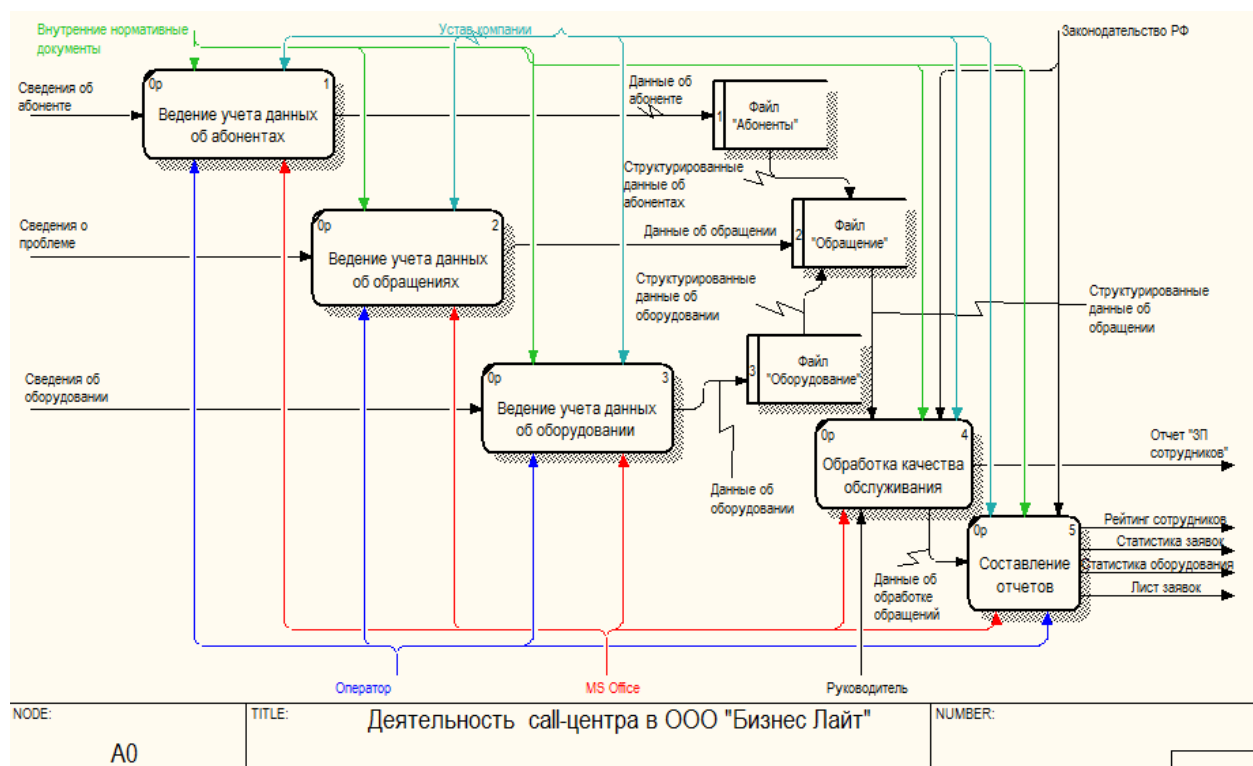 Внутренние нормативные
документы
Устав компании
Законодательство РФ
Сведения об
абоненте
0р
1
Ведение учета данных
об абонентах
Данные об
абоненте
1
Файл
"Абоненты"
Структурированные
данные об
абонентах
Сведения о
проблеме
0р
2
Ведение учета данных
об обращениях
Данные об обращении
2
Файл
"Обращение"
Структурированные
данные об
оборудовании
Структурированные
данные об
обращении
Сведения об
оборудовании
0р
3
Ведение учета данных
об оборудовании
3
Файл
"Оборудование"
Данные об
оборудовании
0р
4
Обработка качества
обслуживания
Отчет "ЗП
сотрудников"
0р
5
Составление
отчетов
Рейтинг сотрудников
Статистика заявок
Статистика оборудования
Лист заявок
Данные об
обработке
обращений
Оператор
MS Office
Руководитель
NODE:
A0
TITLE:
Деятельность call-центра в ООО "Бизнес Лайт"
NUMBER: